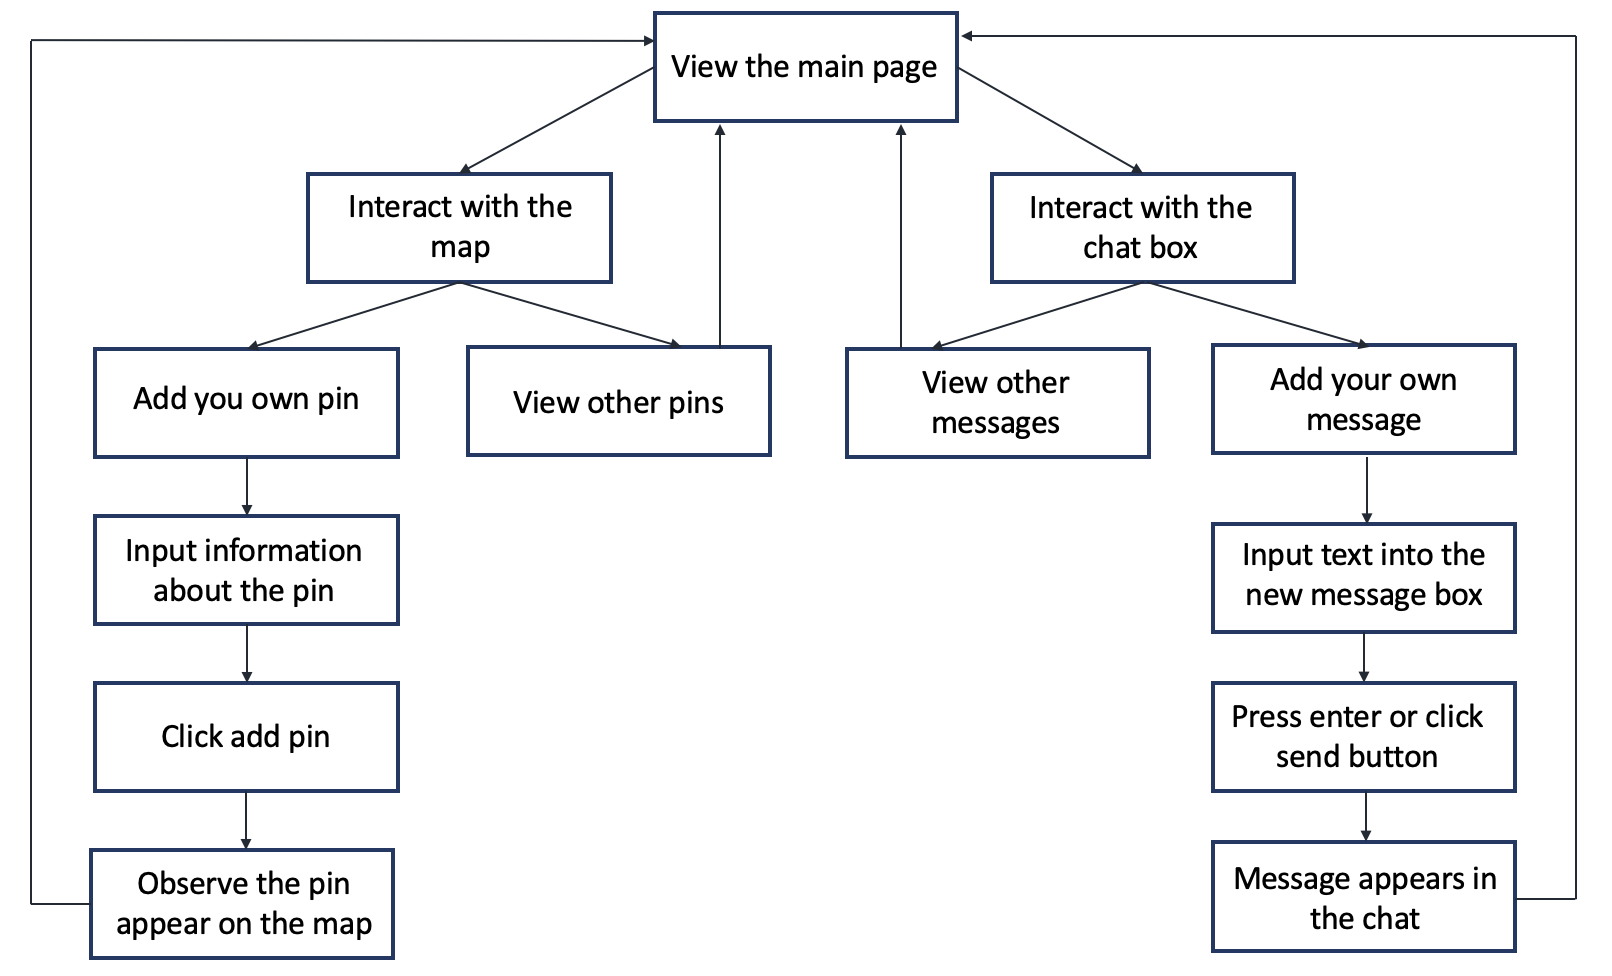 View the main page
Interact with the
map
Interact with the
chat box
Add you own pin
View other pins
View other
messages
Add your own
message
Input information
about the pin
Input text into the
new message box
Click add pin
Press enter or click
send button
Observe the pin
appear on the map
Message appears in
the chat